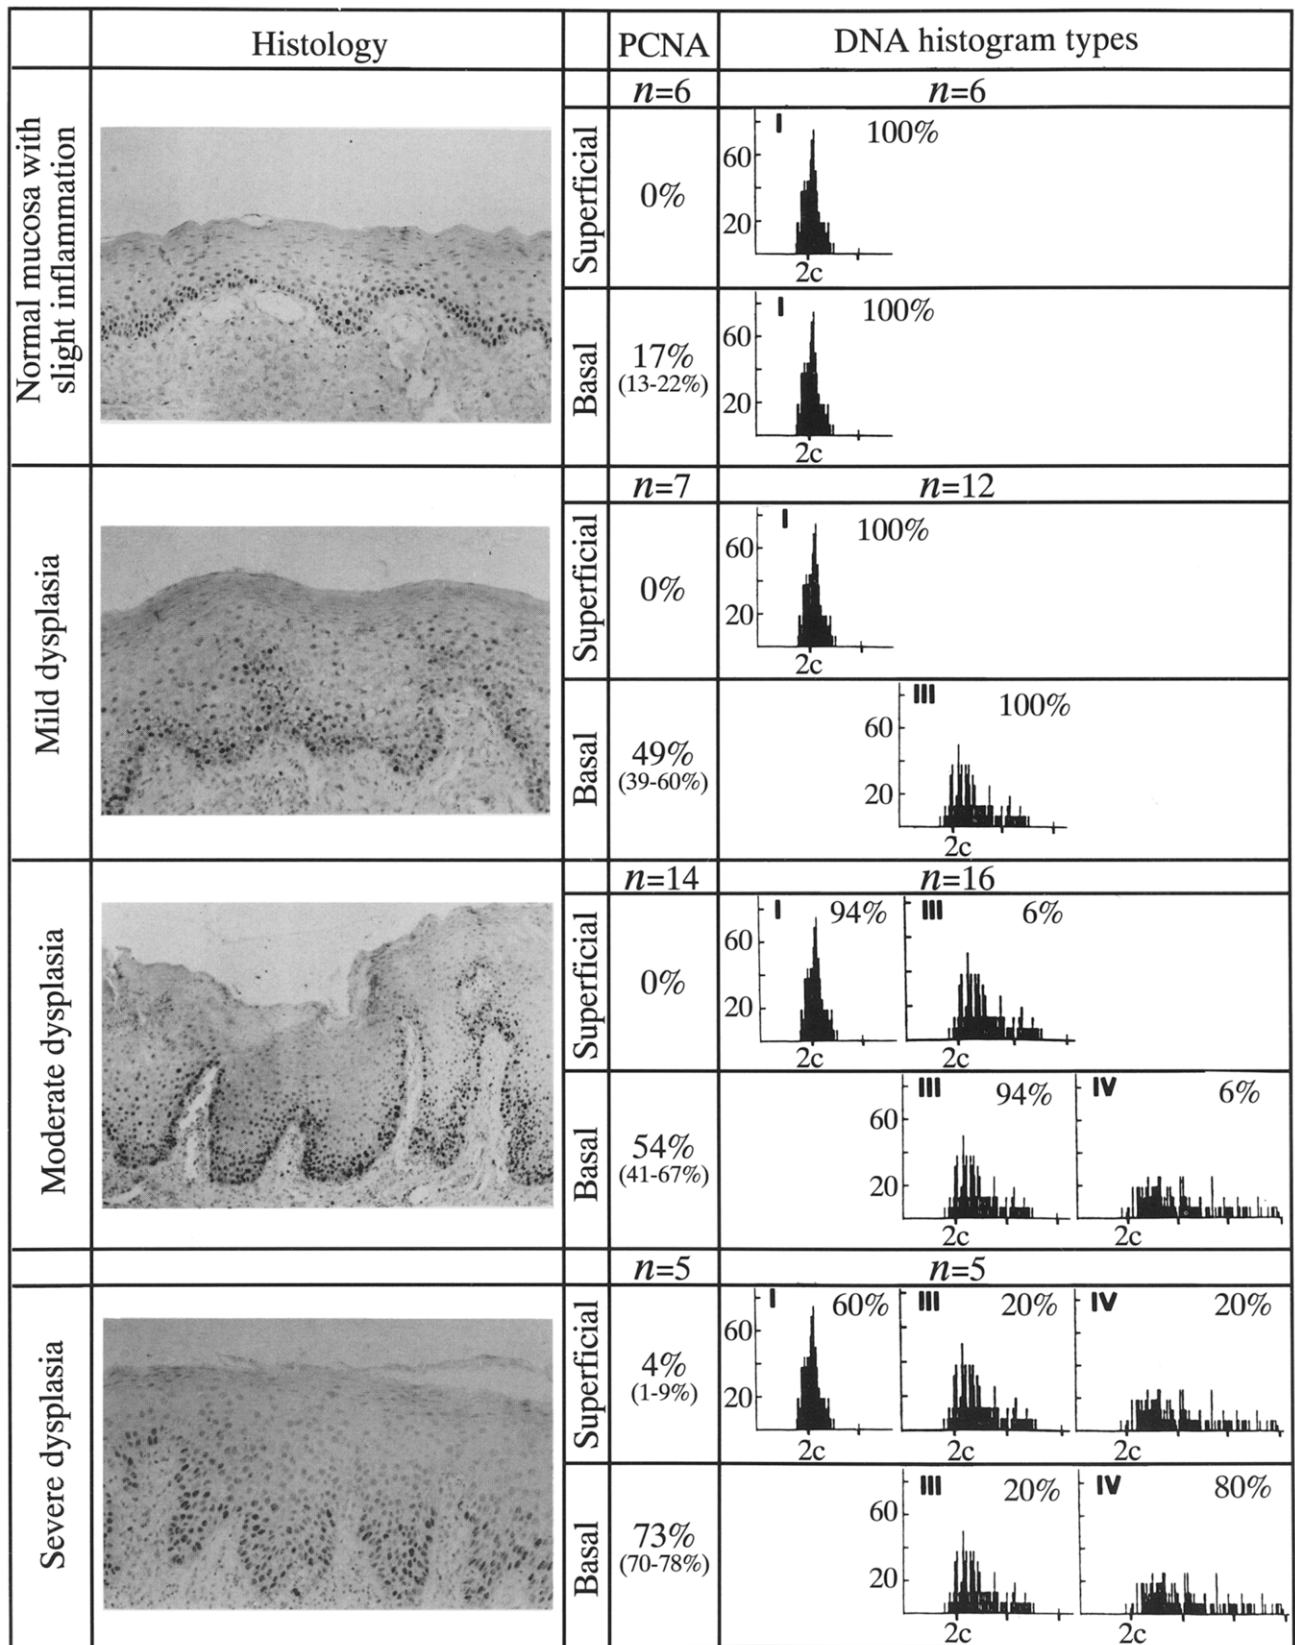 Histology PCNA DNA histogram types
Normal mucosa with
slight inflammation
n=6 n=6
Superficial
0%
I 100%
60
20
2c
Basal
17%
(13-22%)
I 100%
60
20
2c
Mild dysplasia
n=7 n=12
Superficial
0%
I 100%
60
20
2c
Basal
49%
(39-60%)
III 100%
60
20
2c
Moderate dysplasia
n=14 n=16
Superficial
0%
I 94% III 6%
60
20
2c 2c
Basal
54%
(41-67%)
III 94% IV 6%
60
20
2c 2c
Severe dysplasia
n=5 n=5
Superficial
4%
(1-9%)
I 60% III 20% IV 20%
60
20
2c 2c 2c
Basal
73%
(70-78%)
III 20% IV 80%
60
20
2c 2c